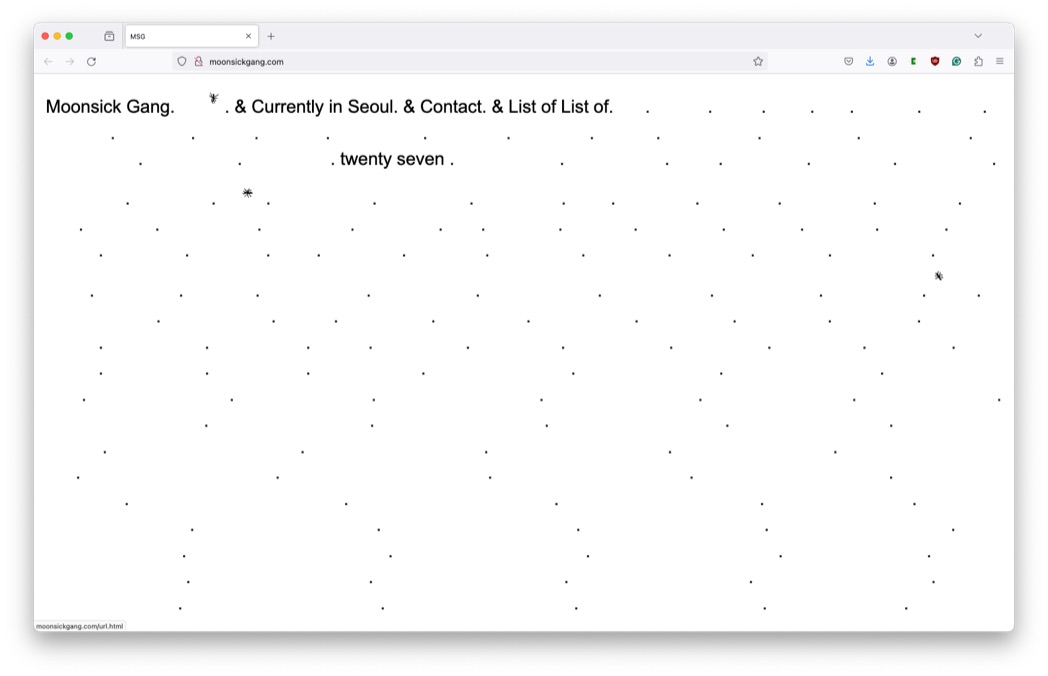 MSG
moonsickgang.com
Moonsick Gang. . & Currently in Seoul. & Contact. & List of List of.
. twenty seven .
moonsickgang.com/url.html